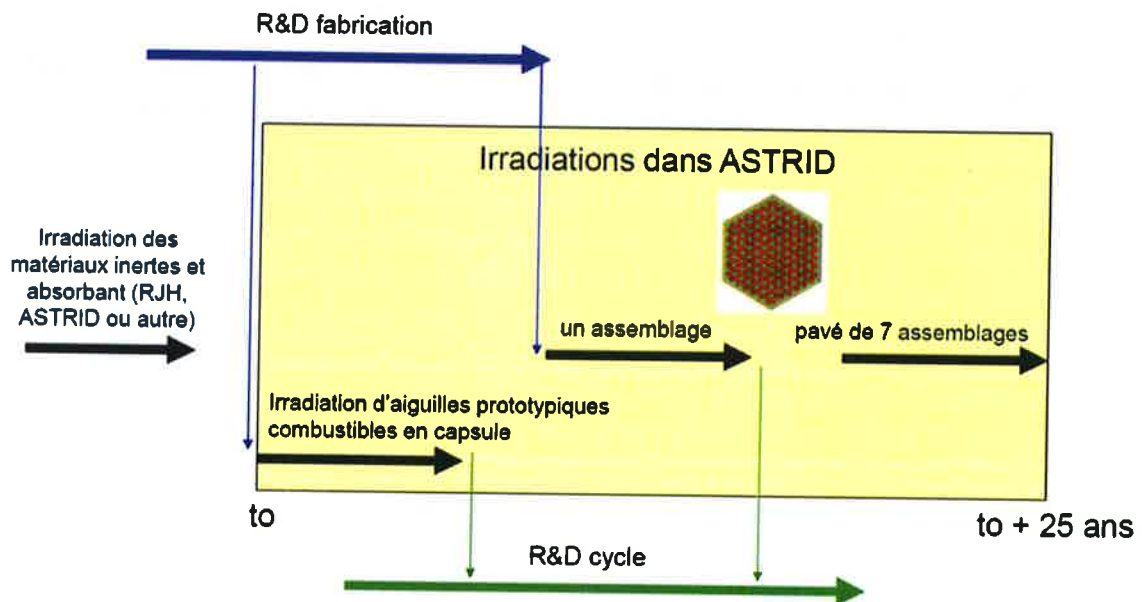 R&D fabrication
Irradiations dans ASTRID
Irradiation des
matériaux inertes et
absorbant (RJH,
ASTRID ou autre)
un assemblage
pavé de 7 assemblages
Irradiation d'aiguilles prototypiques
combustibles en capsule
to
to + 25 ans
R&D cycle